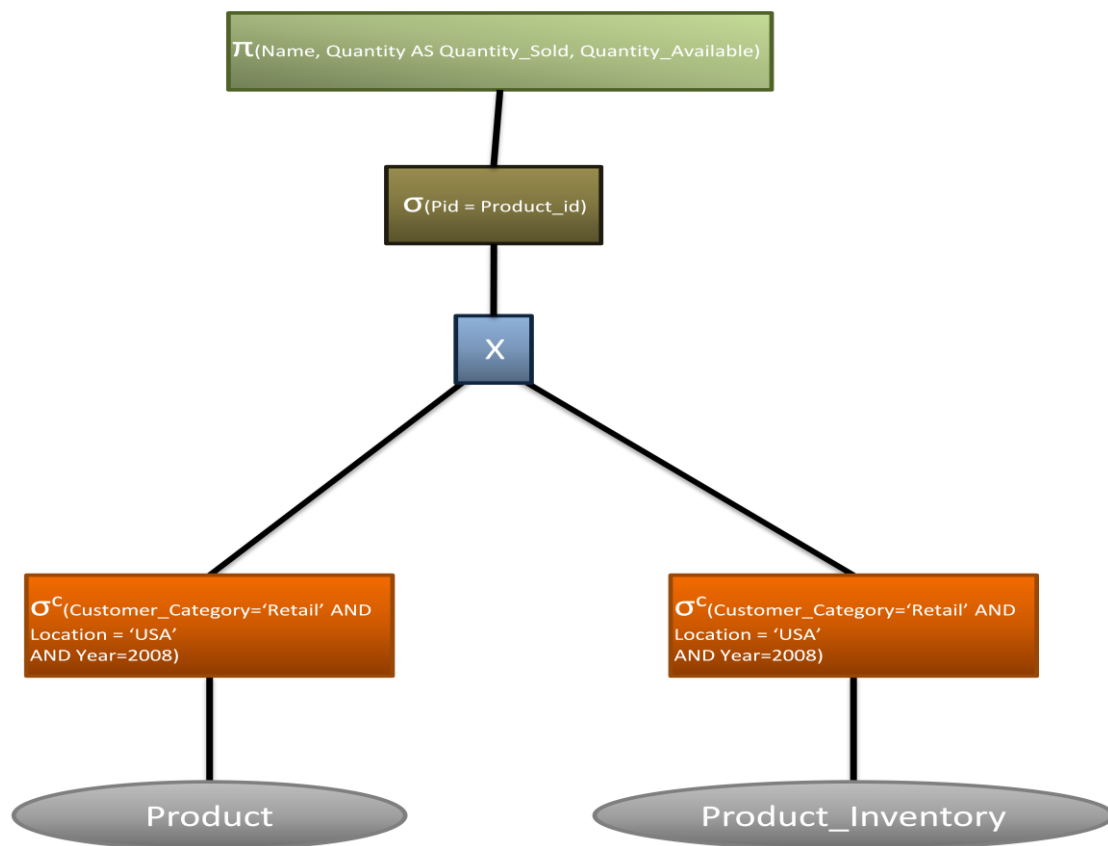 π(Name, Quantity AS Quantity_Sold, Quantity_Available)
σ(Pid = Product_id)
X
σᶜ(Customer_Category=‘Retail’ AND
Location = ‘USA’
AND Year=2008)
σᶜ(Customer_Category=‘Retail’ AND
Location = ‘USA’
AND Year=2008)
Product
Product_Inventory